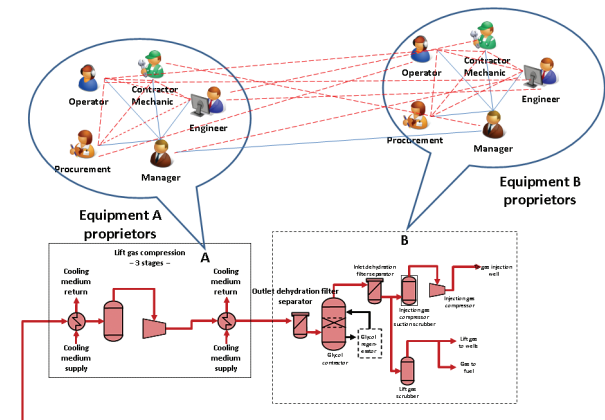 Operator
Contractor
Mechanic
Engineer
Procurement
Manager
Equipment A
proprietors
Operator
Contractor
Mechanic
Engineer
Procurement
Manager
Equipment B
proprietors
Lift gas compression
– 3 stages –
A
Cooling
medium
return
Cooling
medium
supply
Cooling
medium
return
Cooling
medium
supply
B
Outlet dehydration filter
separator
Inlet dehydration
filter separator
Glycol
contractor
Glycol
regen-
erator
Injection gas
compressor
suction scrubber
gas injection
well
Injection gas
compressor
Lift gas
scrubber
Lift gas
to wells
Gas to
fuel